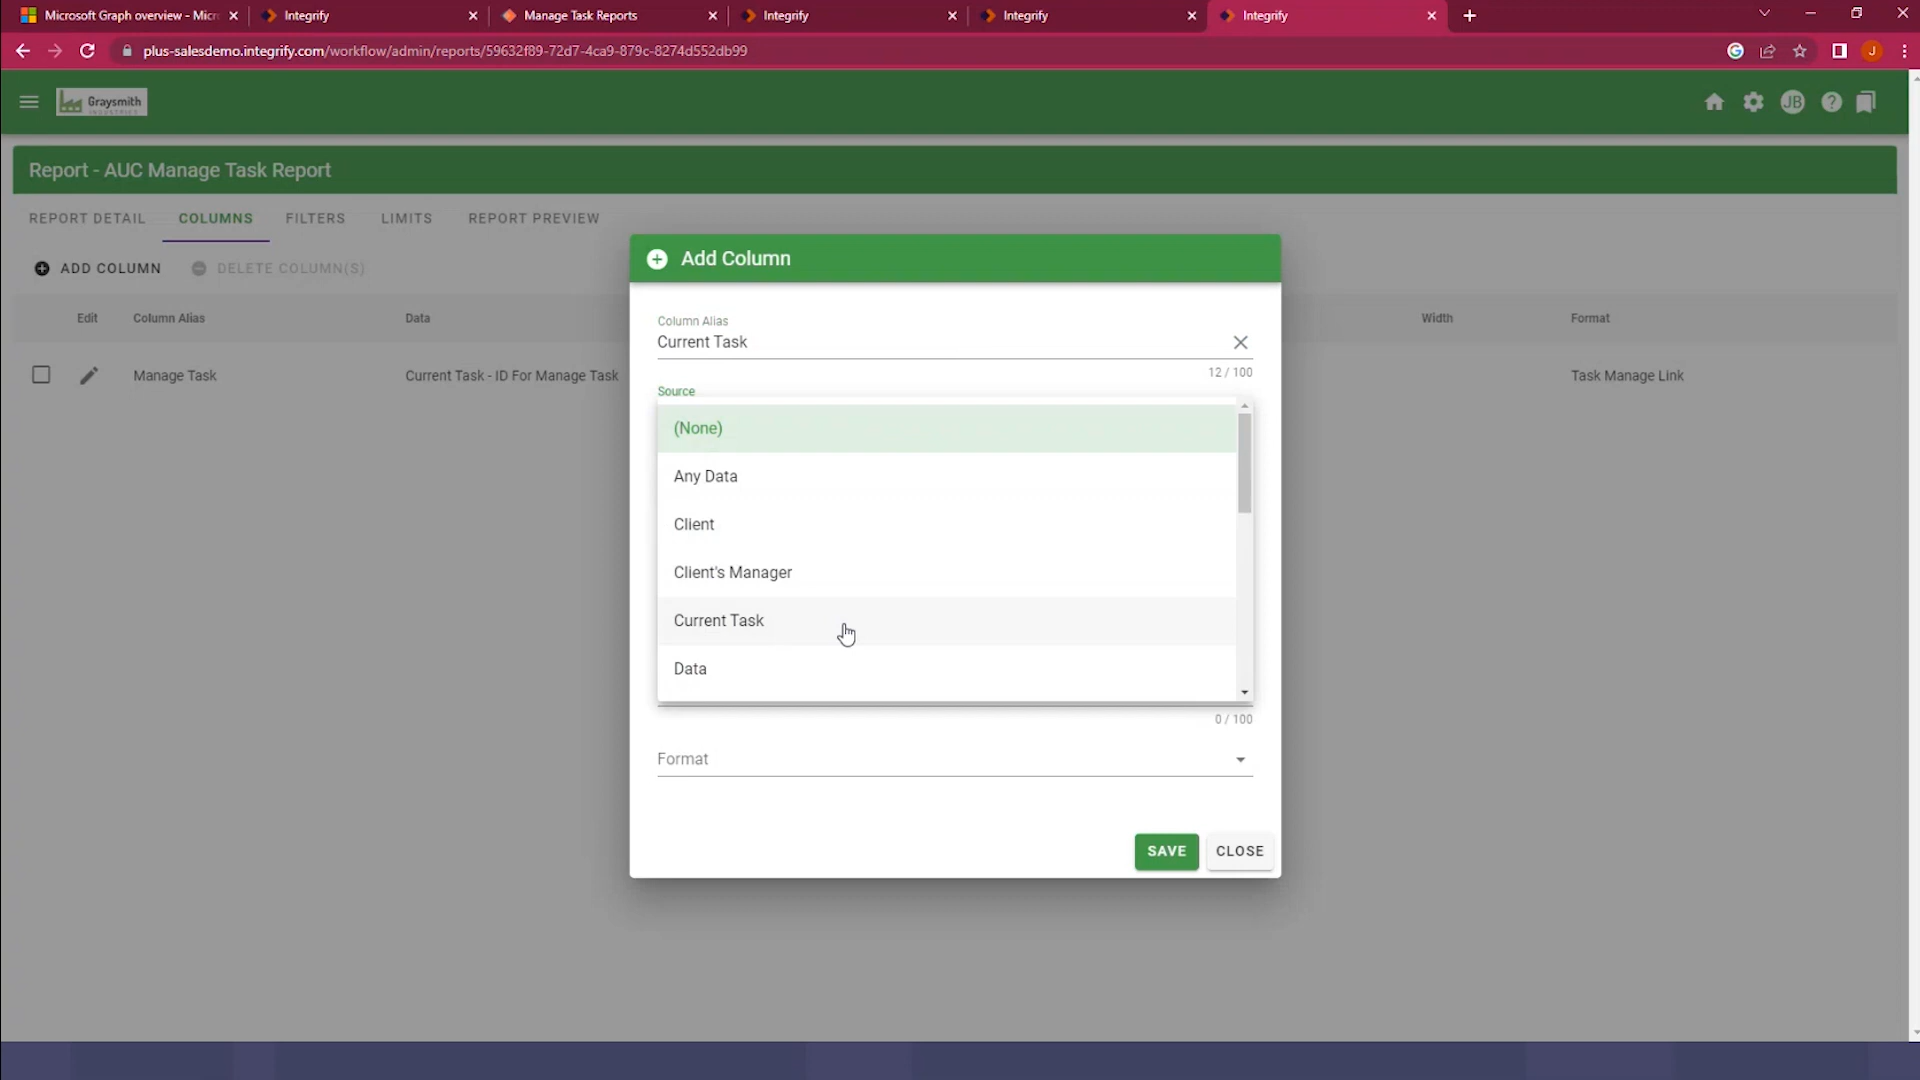 Microsoft Graph overview - Micr
Integrify
Manage Task Reports
Integrify
Integrify
Integrify
plus-salesdemo.integrify.com/workflow/admin/reports/59632f89-72d7-4ca9-879c-8274d552db99
J
Graysmith
INDUSTRIES
JB
Report - AUC Manage Task Report
REPORT DETAIL
COLUMNS
FILTERS
LIMITS
REPORT PREVIEW
ADD COLUMN
DELETE COLUMN(S)
Edit
Column Alias
Data
Width
Format
Manage Task
Current Task - ID For Manage Task
Task Manage Link
Add Column
Column Alias
Current Task
12 / 100
Source
(None)
Any Data
Client
Client's Manager
Current Task
Data
0 / 100
Format
SAVE
CLOSE